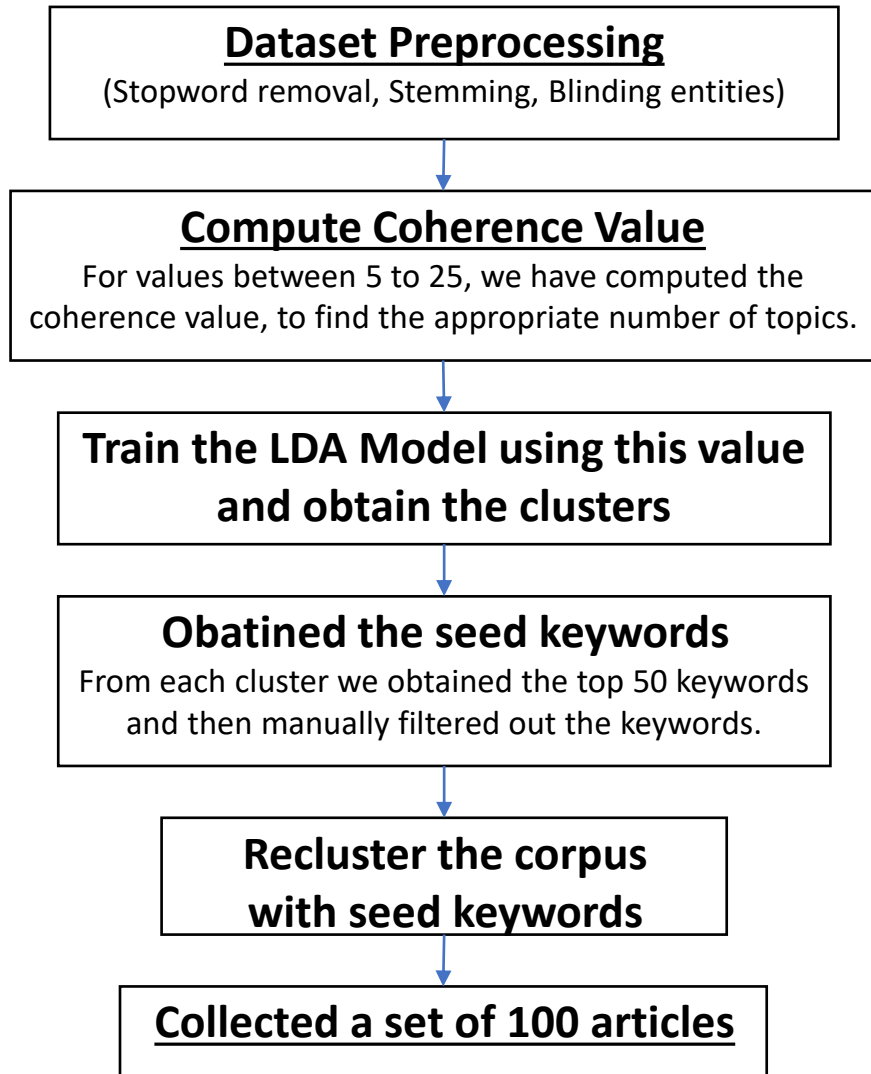 Dataset Preprocessing
(Stopword removal, Stemming, Blinding entities)
Compute Coherence Value
For values between 5 to 25, we have computed the
coherence value, to find the appropriate number of topics.
Train the LDA Model using this value
and obtain the clusters
Obatined the seed keywords
From each cluster we obtained the top 50 keywords
and then manually filtered out the keywords.
Recluster the corpus
with seed keywords
Collected a set of 100 articles